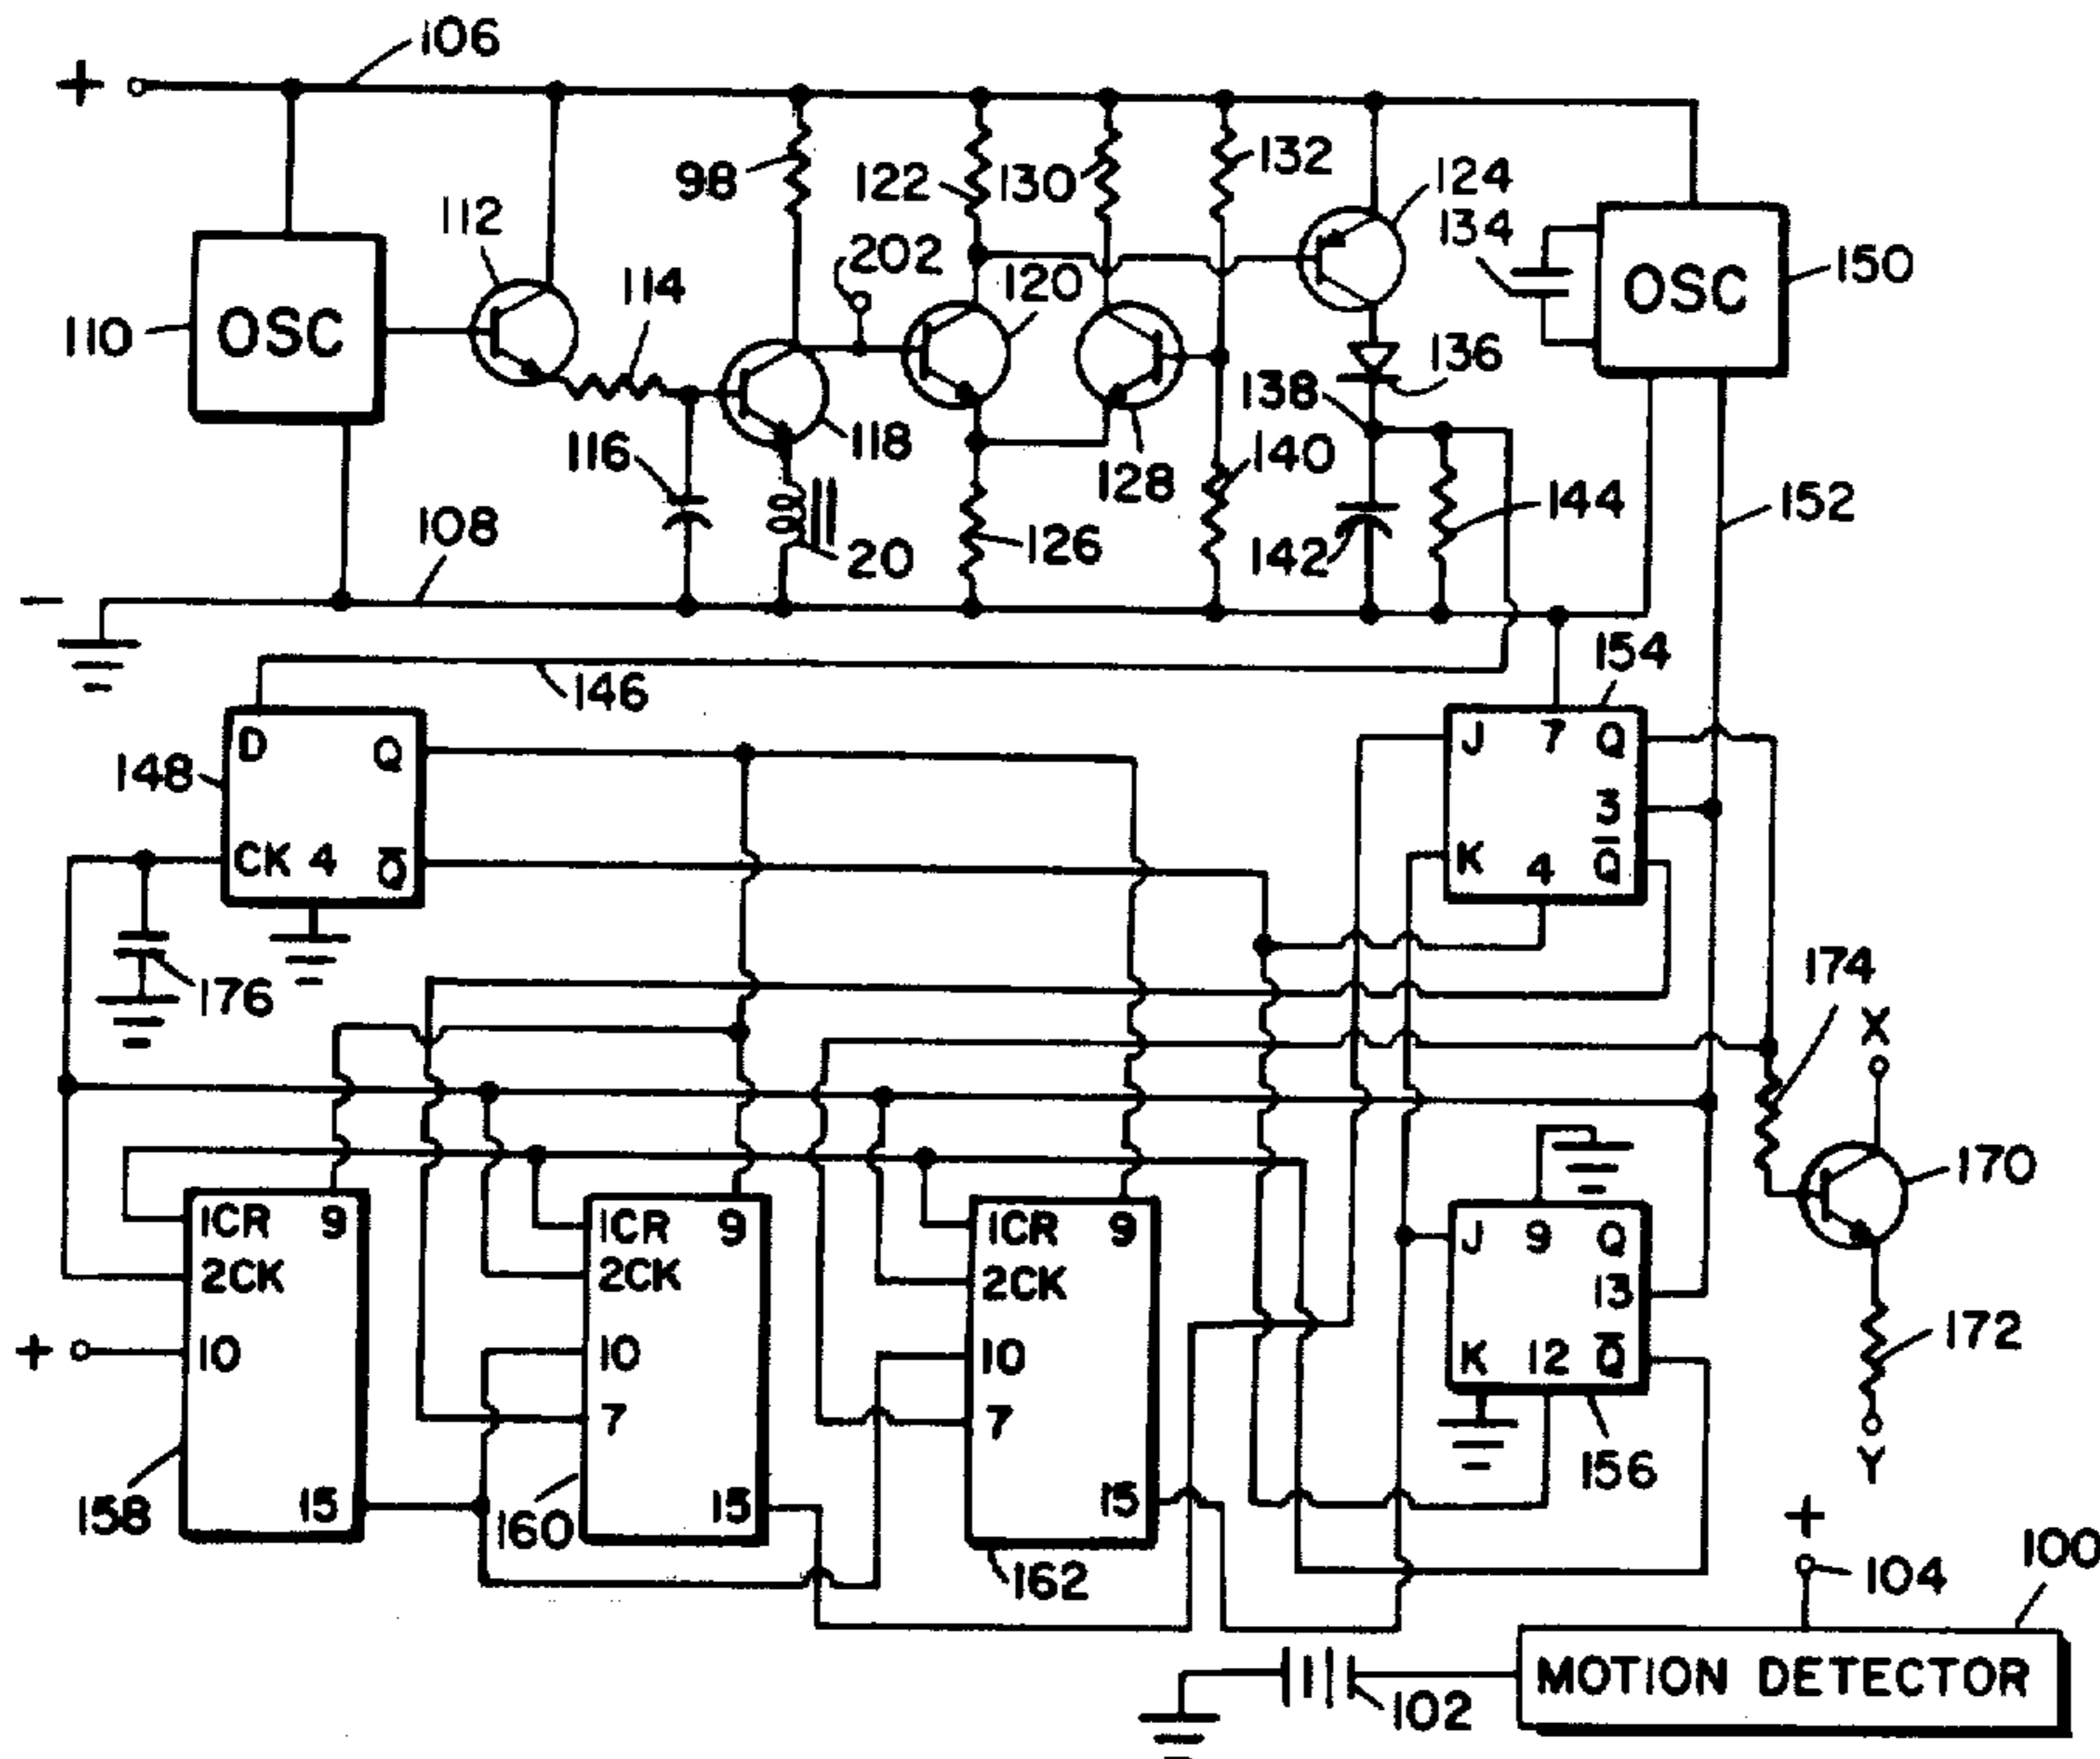 106
+
98
122
130
132
124
134
112
202
114
120
150
OSC
OSC
110
136
138
118
116
140
128
108
144
152
126
20
142
-
154
146
D
Q
148
J
7
Q
3
CK 4
Q̅
K
4
Q̅
174
X
176
1CR
9
1CR
9
1CR
9
J
9
Q
170
2CK
2CK
2CK
13
+
10
10
10
K
12
Q̅
172
7
7
Y
156
158
15
160
15
15
162
+
104
100
MOTION DETECTOR
102